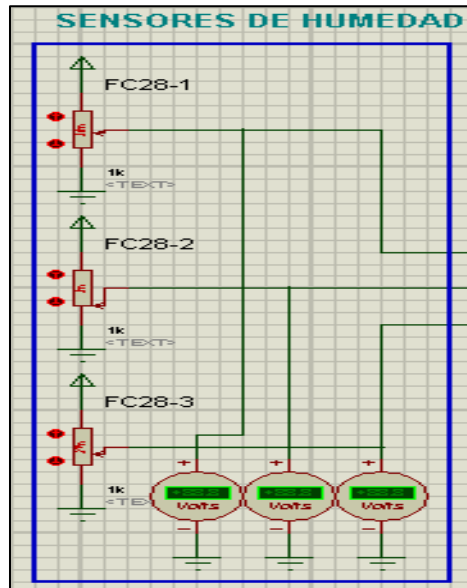 SENSORES DE HUMEDAD
FC28-1
1k
<TEXT>
FC28-2
1k
<TEXT>
FC28-3
1k
+
+
+
Volts
Volts
Volts